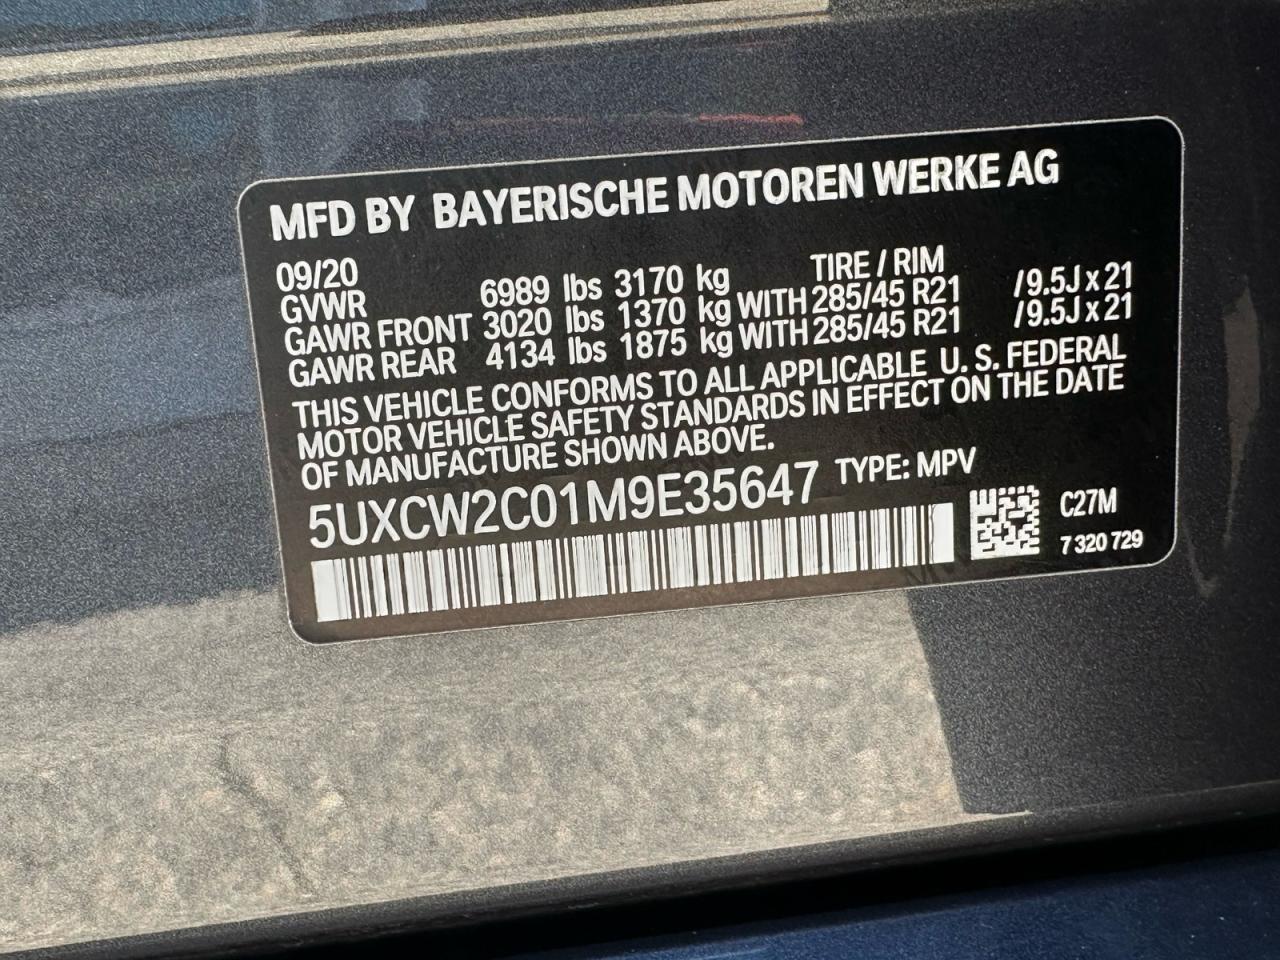 MFD BY BAYERISCHE MOTOREN WERKE AG
09/20 TIRE / RIM
GVWR 6989 lbs 3170 kg
GAWR FRONT 3020 lbs 1370 kg WITH 285/45 R21 /9.5J x 21
GAWR REAR 4134 lbs 1875 kg WITH 285/45 R21 /9.5J x 21
THIS VEHICLE CONFORMS TO ALL APPLICABLE U. S. FEDERAL
MOTOR VEHICLE SAFETY STANDARDS IN EFFECT ON THE DATE
OF MANUFACTURE SHOWN ABOVE.
5UXCW2C01M9E35647 TYPE: MPV
C27M
7 320 729